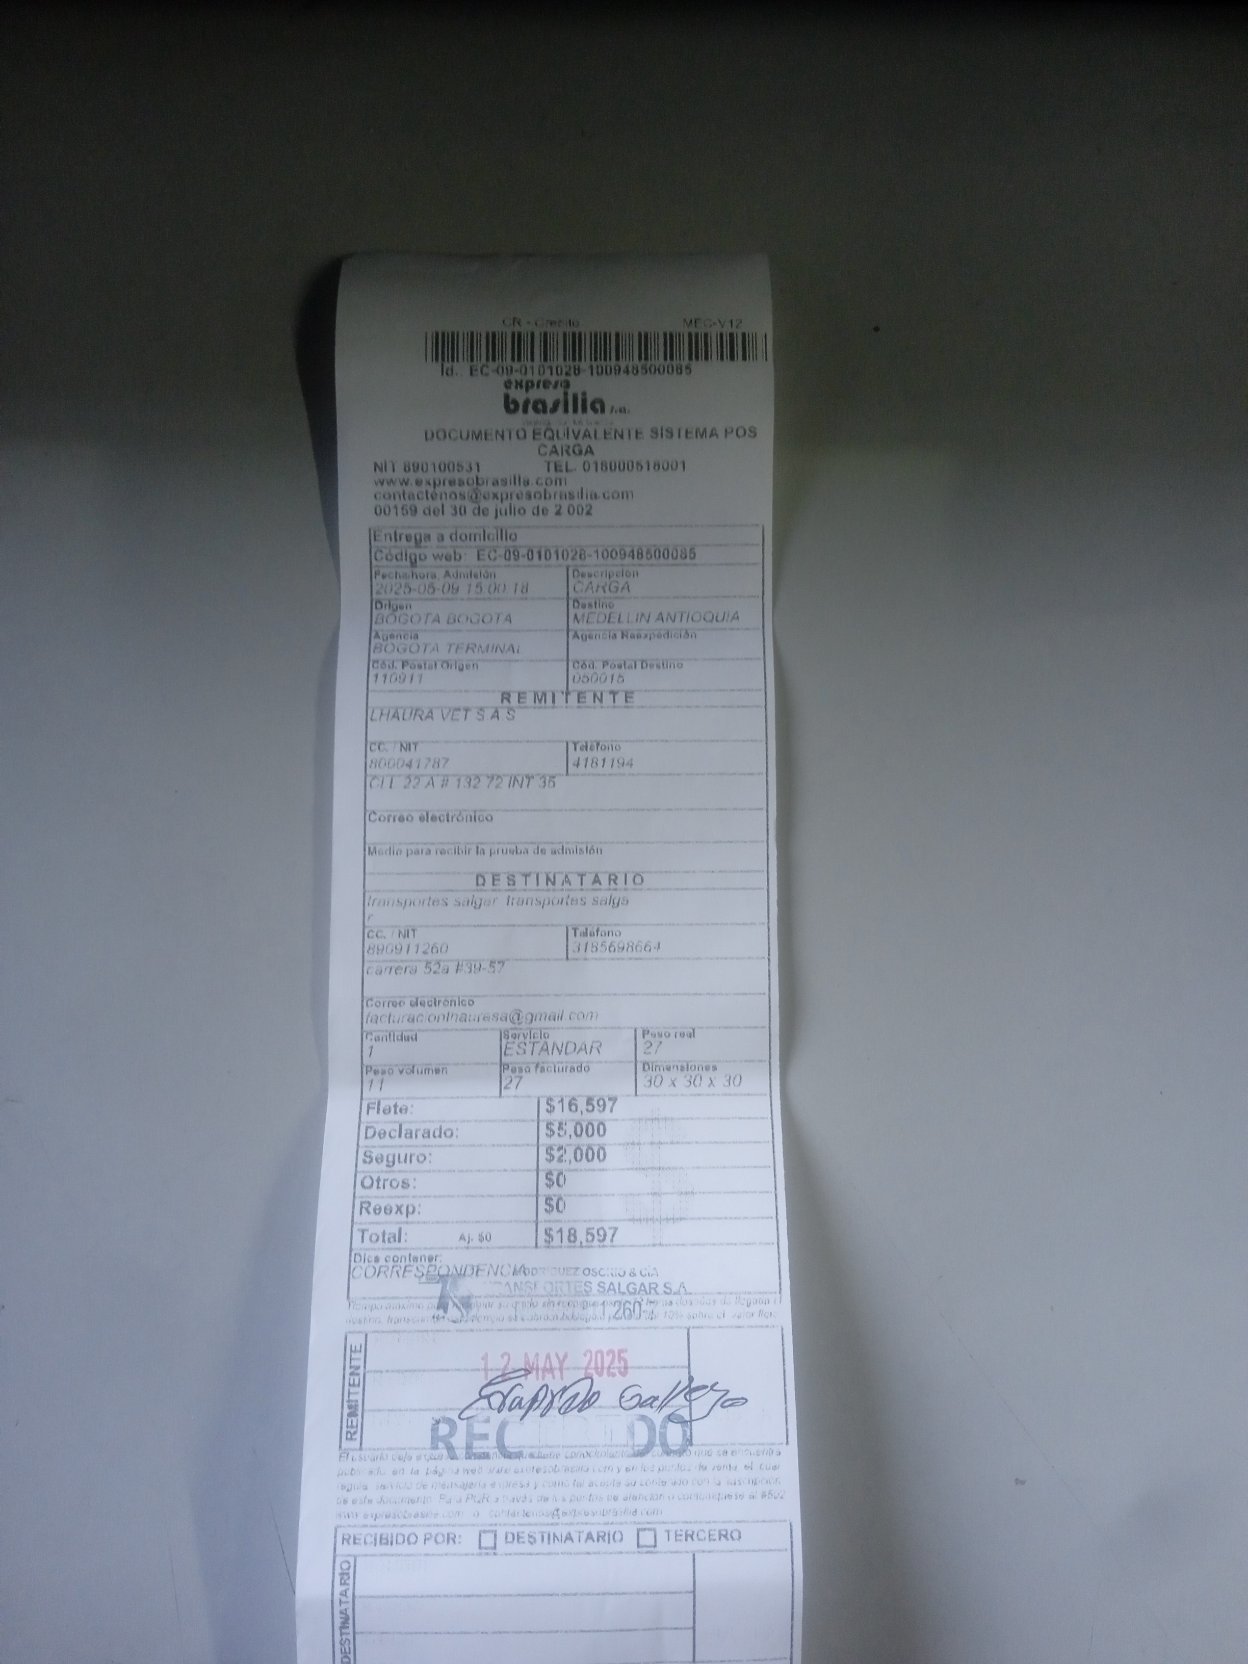 CR - Credito MEC-V12
Id.. EC-09-0101028-100948500085
expreso
brasilia s.a.
DOCUMENTO EQUIVALENTE SISTEMA POS
CARGA
NIT 890100531 TEL. 018000518001
www.expresobrasilia.com
contactenos@expresobrasilia.com
00159 del 30 de julio de 2 002
Entrega a domicilio
Código web: EC-09-0101028-100948500085
Fecha/hora Admisión Descripción
2025-05-09 15:00:18 CARGA
Origen Destino
BOGOTA BOGOTA MEDELLIN ANTIOQUIA
Agencia Agencia Reexpedición
BOGOTA TERMINAL
Cód. Postal Origen Cód. Postal Destino
110911 050015
REMITENTE
LHAURA VET S A S
CC. / NIT Teléfono
800041787 4181194
CLL 22 A # 132 72 INT 35
Correo electrónico
Medio para recibir la prueba de admisión
DESTINATARIO
transportes salgar transportes salga
r
CC. / NIT Teléfono
890911260 3185698664
carrera 52a #39-57
Correo electrónico
facturacionlhauresa@gmail.com
Cantidad Servicio Peso real
1 ESTANDAR 27
Peso volumen Peso facturado Dimensiones
11 27 30 x 30 x 30
Flete: $16,597
Declarado: $5,000
Seguro: $2,000
Otros: $0
Reexp: $0
Total: Aj. $0 $18,597
Dice contener:
CORRESPONDENCIA
OSORIO & CIA
SALGAR S.A.
REMITENTE
12 MAY 2025
RECIBIDO
RECIBIDO POR: DESTINATARIO TERCERO
DESTINATARIO